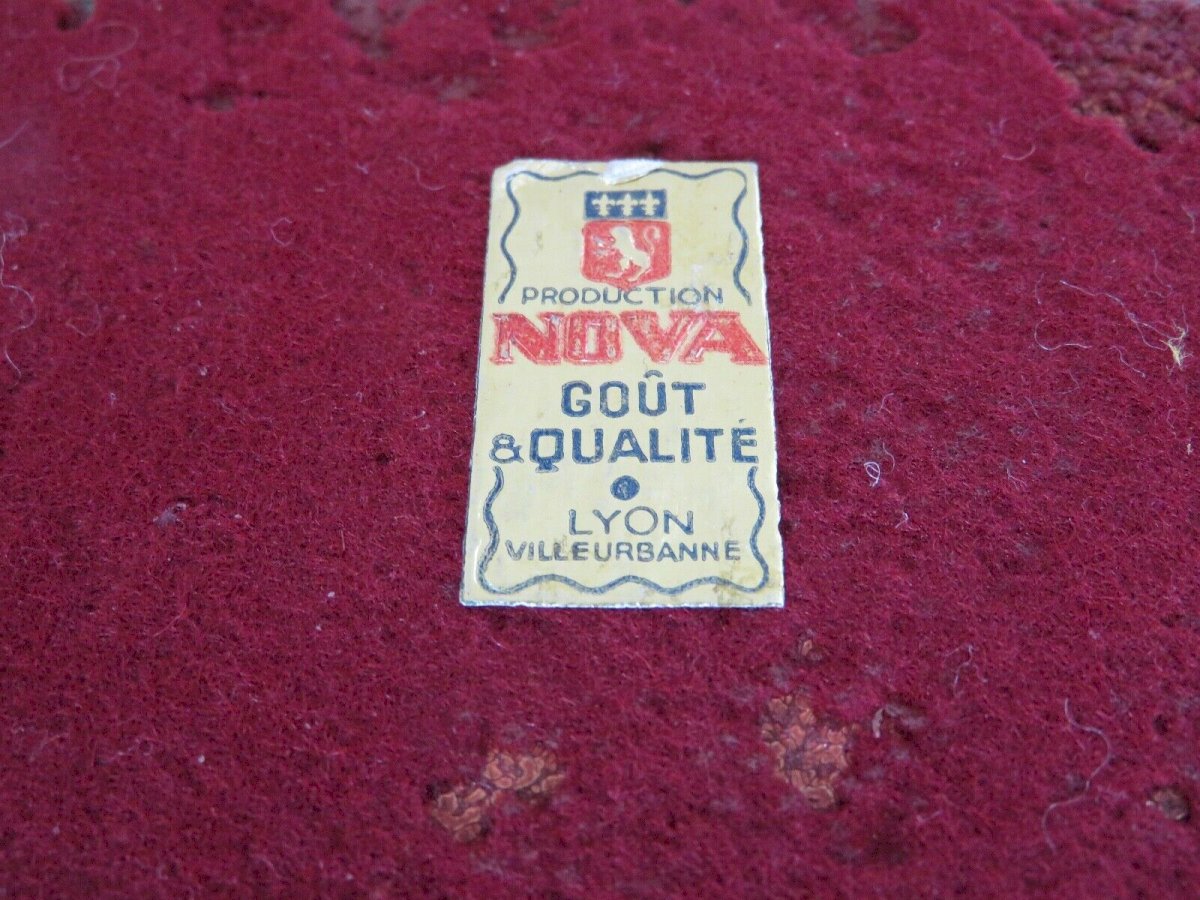 PRODUCTION
NOVA
GOÛT
& QUALITÉ
LYON
VILLEURBANNE